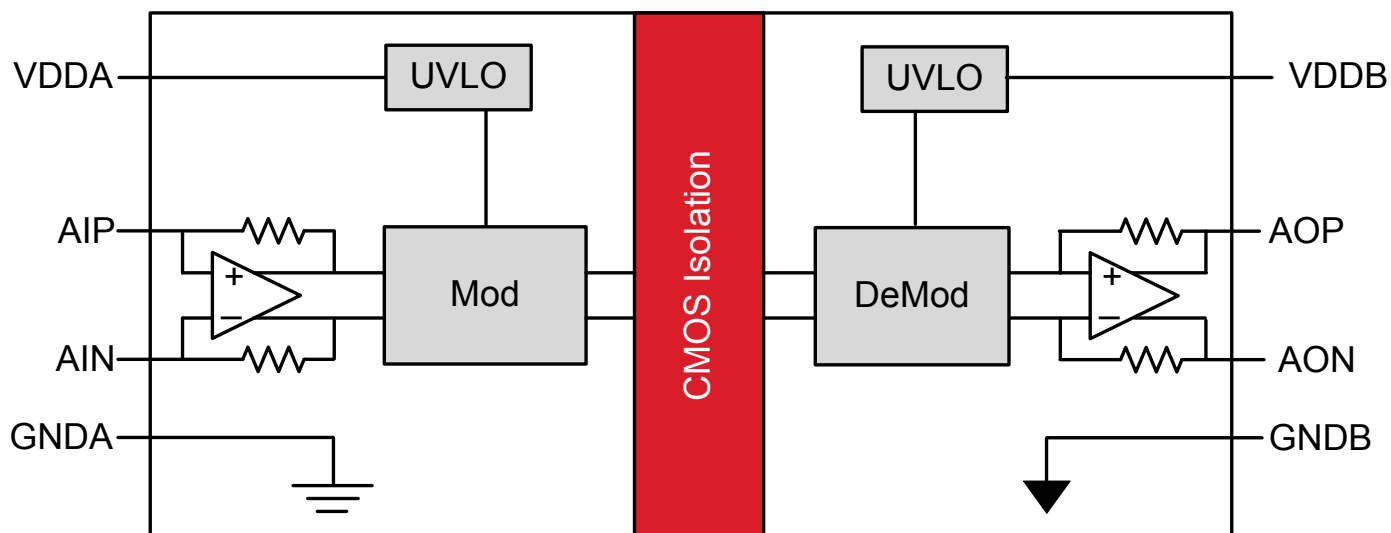 VDDA
UVLO
UVLO
VDDB
CMOS Isolation
AIP
AOP
+
−
Mod
DeMod
+
−
AIN
AON
GNDA
GNDB